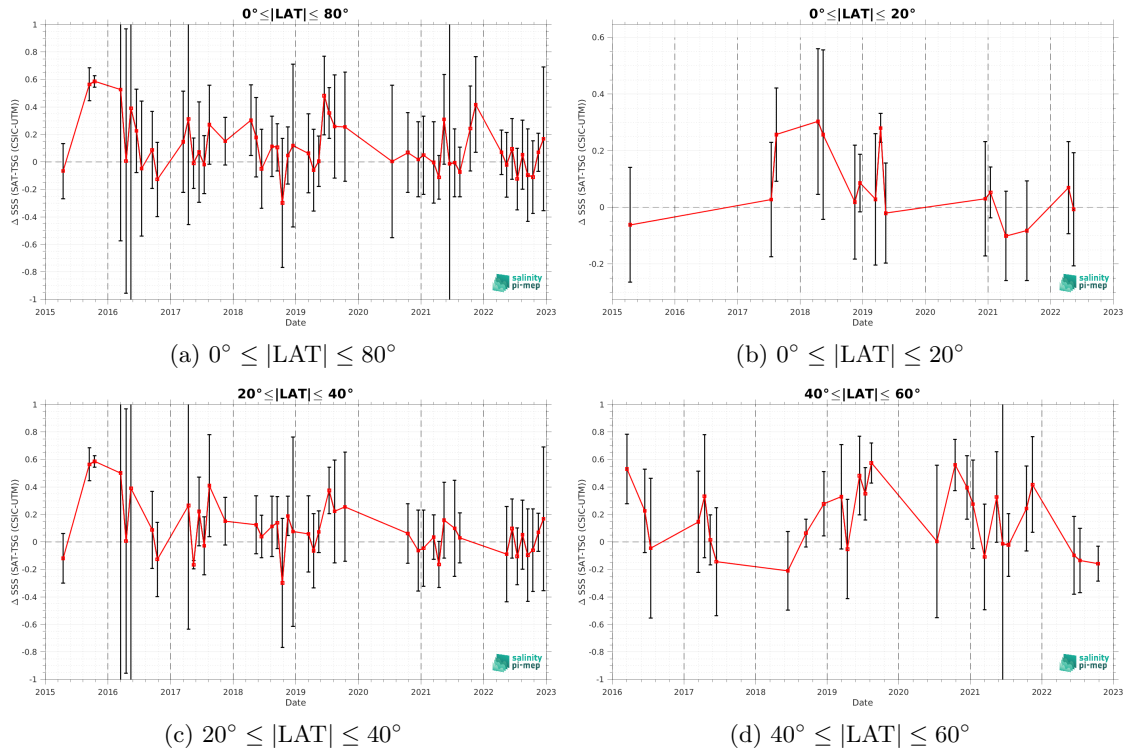 0°≤|LAT|≤ 80°
Δ SSS (SAT-TSG (CSIC-UTM))
1
0.8
0.6
0.4
0.2
0
-0.2
-0.4
-0.6
-0.8
-1
2015 2016 2017 2018 2019 2020 2021 2022 2023
Date
salinity
pi-mep
(a) 0° ≤ |LAT| ≤ 80°
0°≤|LAT|≤ 20°
Δ SSS (SAT-TSG (CSIC-UTM))
0.6
0.4
0.2
0
-0.2
2015 2016 2017 2018 2019 2020 2021 2022 2023
Date
salinity
pi-mep
(b) 0° ≤ |LAT| ≤ 20°
20°≤|LAT|≤ 40°
Δ SSS (SAT-TSG (CSIC-UTM))
1
0.8
0.6
0.4
0.2
0
-0.2
-0.4
-0.6
-0.8
-1
2015 2016 2017 2018 2019 2020 2021 2022 2023
Date
salinity
pi-mep
(c) 20° ≤ |LAT| ≤ 40°
40°≤|LAT|≤ 60°
Δ SSS (SAT-TSG (CSIC-UTM))
1
0.8
0.6
0.4
0.2
0
-0.2
-0.4
-0.6
-0.8
-1
2016 2017 2018 2019 2020 2021 2022 2023
Date
salinity
pi-mep
(d) 40° ≤ |LAT| ≤ 60°